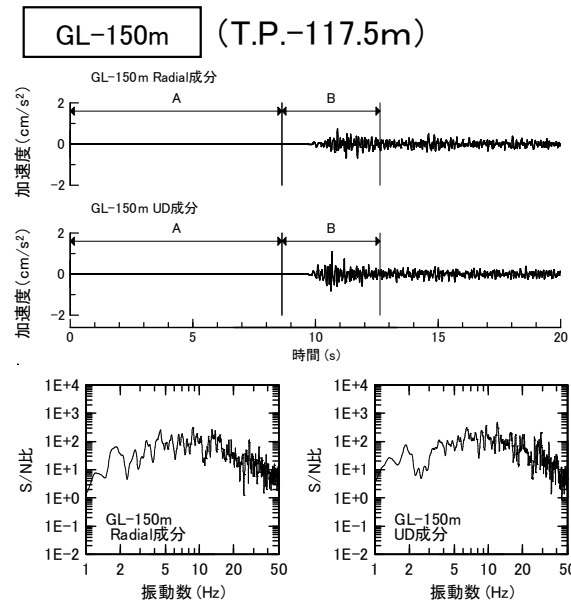 GL-150m (T.P.-117.5m)
GL-150m Radial成分
A B
加速度(cm/s²)
2
0
-2
GL-150m UD成分
A B
加速度(cm/s²)
2
0
-2
0 5 10 15 20
時間(s)
S/N比
1E+4
1E+3
1E+2
1E+1
1E+0
1E-1
1E-2
GL-150m
Radial成分
1 2 5 10 20 50
振動数(Hz)
S/N比
1E+4
1E+3
1E+2
1E+1
1E+0
1E-1
1E-2
GL-150m
UD成分
1 2 5 10 20 50
振動数(Hz)